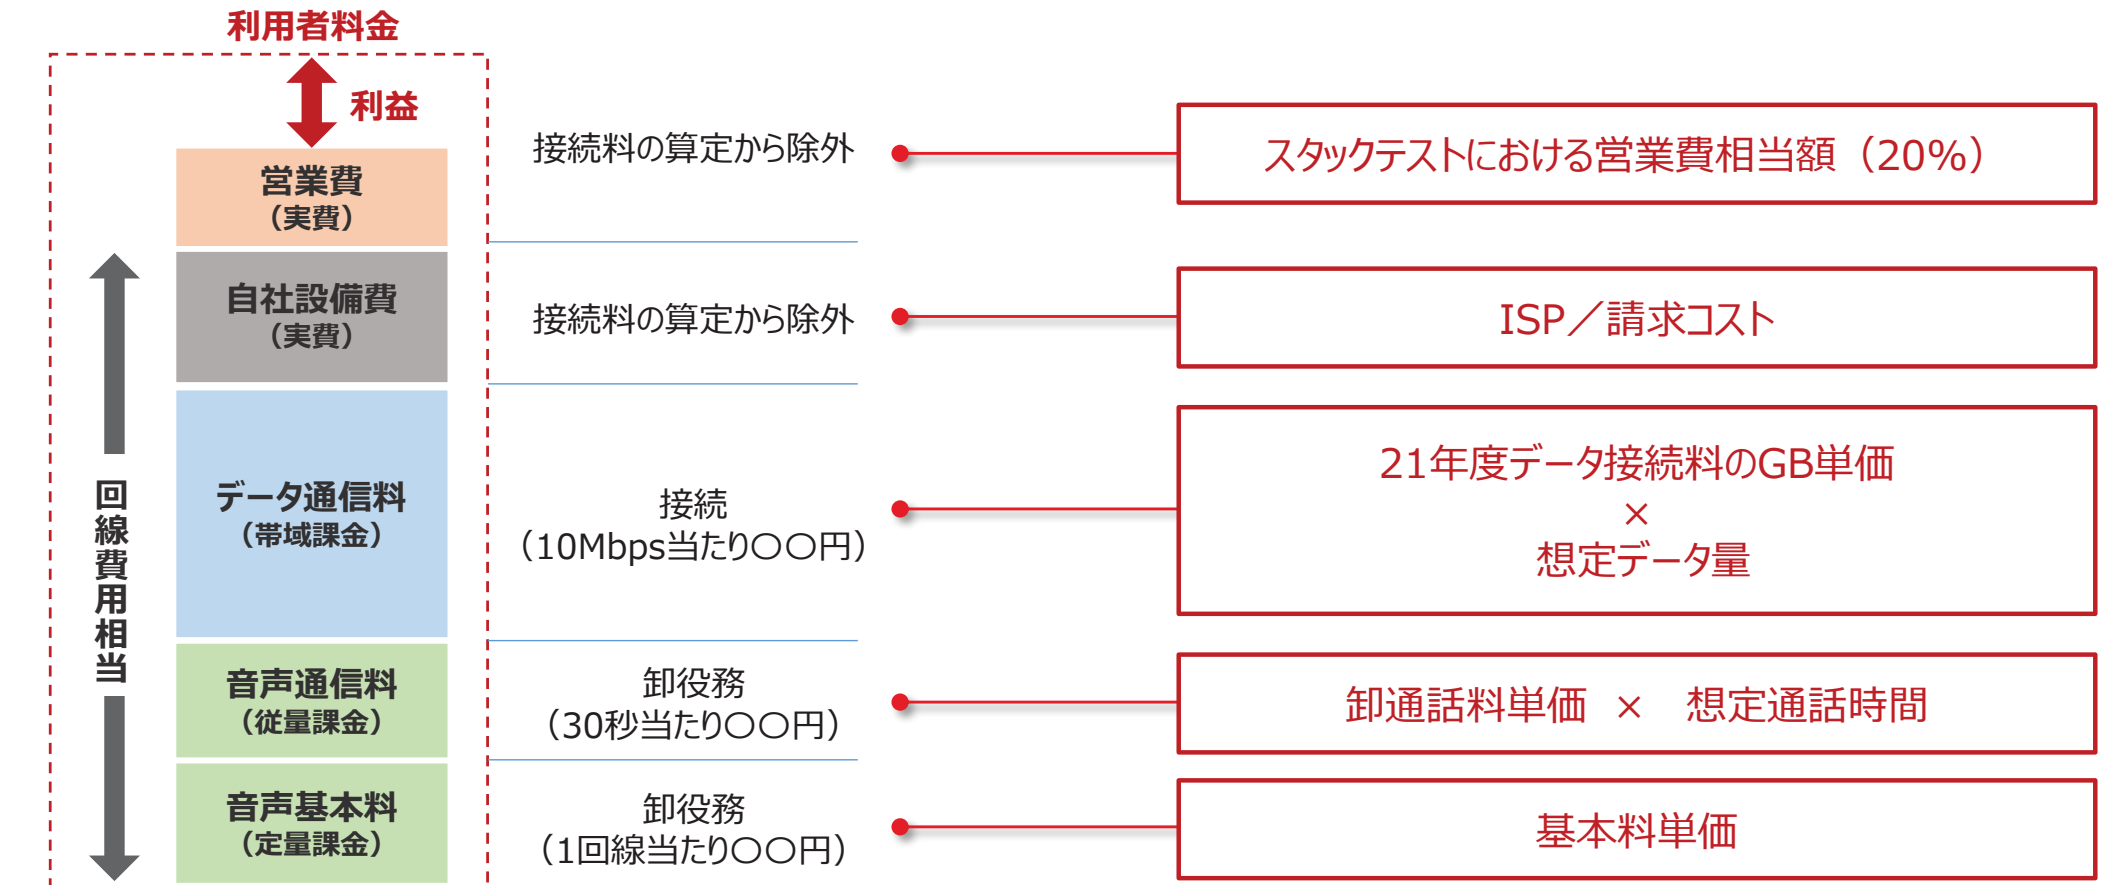 利用者料金
利益
営業費
（実費）
接続料の算定から除外
スタックテストにおける営業費相当額（20%）
自社設備費
（実費）
接続料の算定から除外
ISP／請求コスト
回線費用相当
データ通信料
（帯域課金）
接続
（10Mbps当たり〇〇円）
21年度データ接続料のGB単価
×
想定データ量
音声通信料
（従量課金）
卸役務
（30秒当たり〇〇円）
卸通話料単価 × 想定通話時間
音声基本料
（定量課金）
卸役務
（1回線当たり〇〇円）
基本料単価